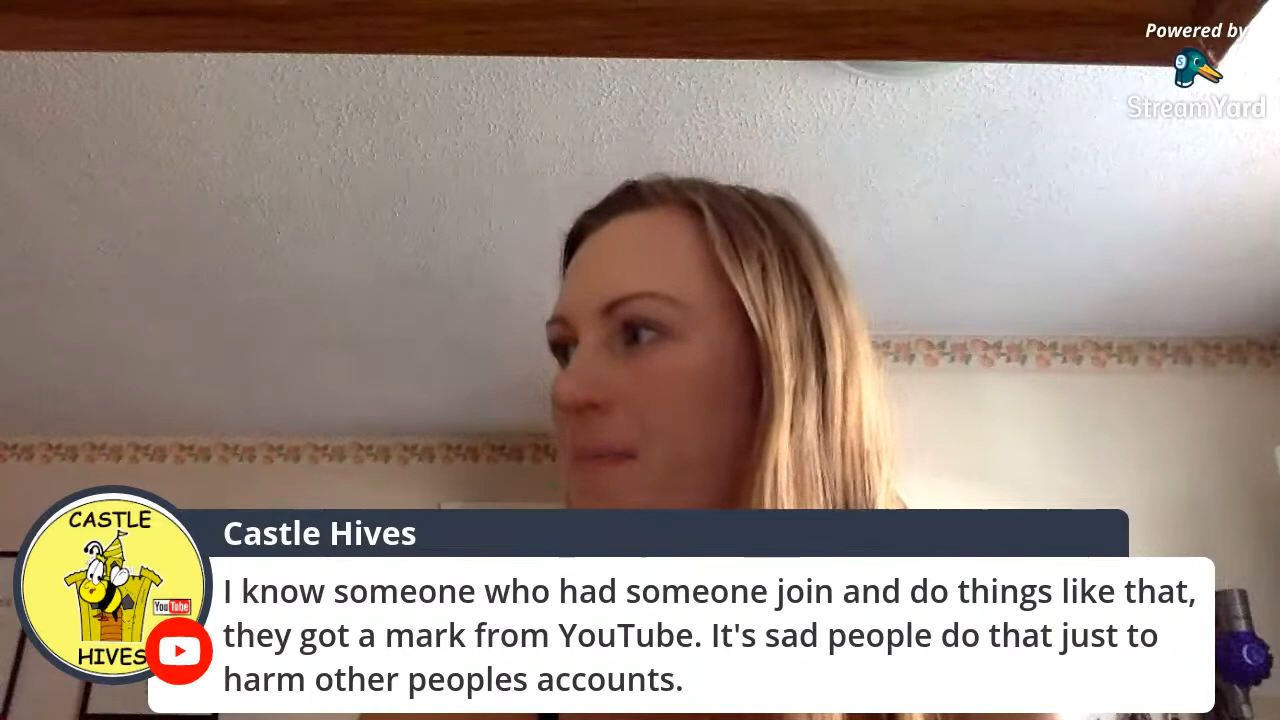 Powered by
StreamYard
CASTLE
YouTube
HIVES
Castle Hives
I know someone who had someone join and do things like that,
they got a mark from YouTube. It's sad people do that just to
harm other peoples accounts.